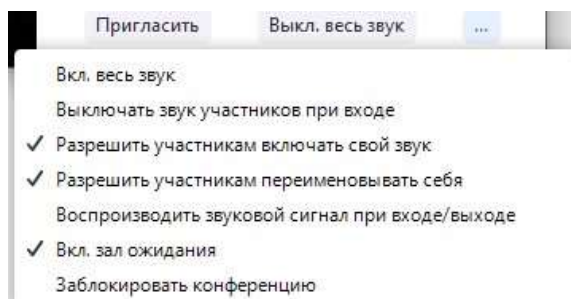 Пригласить Выкл. весь звук ...
Вкл. весь звук
Выключать звук участников при входе
✓ Разрешить участникам включать свой звук
✓ Разрешить участникам переименовывать себя
Воспроизводить звуковой сигнал при входе/выходе
✓ Вкл. зал ожидания
Заблокировать конференцию